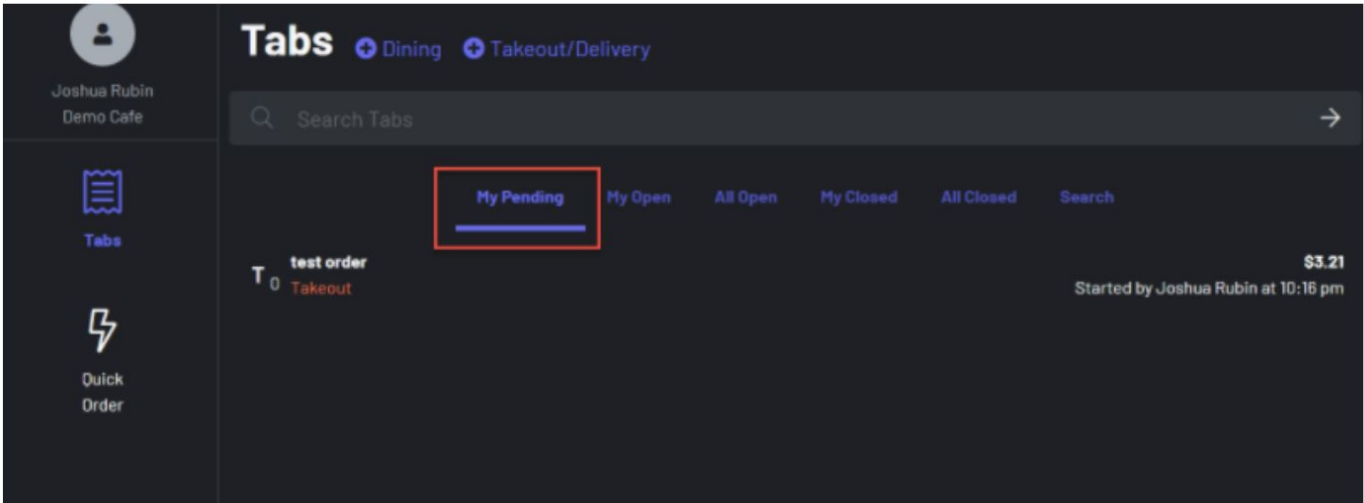 Joshua Rubin
Demo Cafe
Tabs
Quick
Order
Tabs Dining Takeout/Delivery
Search Tabs
My Pending My Open All Open My Closed All Closed Search
T 0 test order $3.21
Takeout Started by Joshua Rubin at 10:16 pm